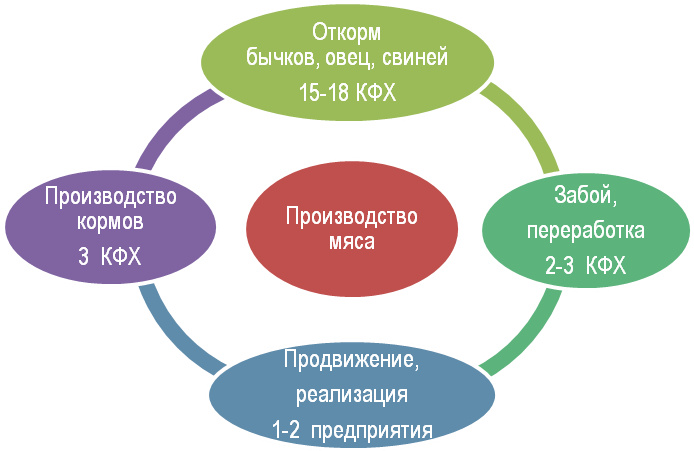 Откорм
бычков, овец, свиней
15-18 КФХ
Производство
кормов
3 КФХ
Производство
мяса
Забой,
переработка
2-3 КФХ
Продвижение,
реализация
1-2 предприятия